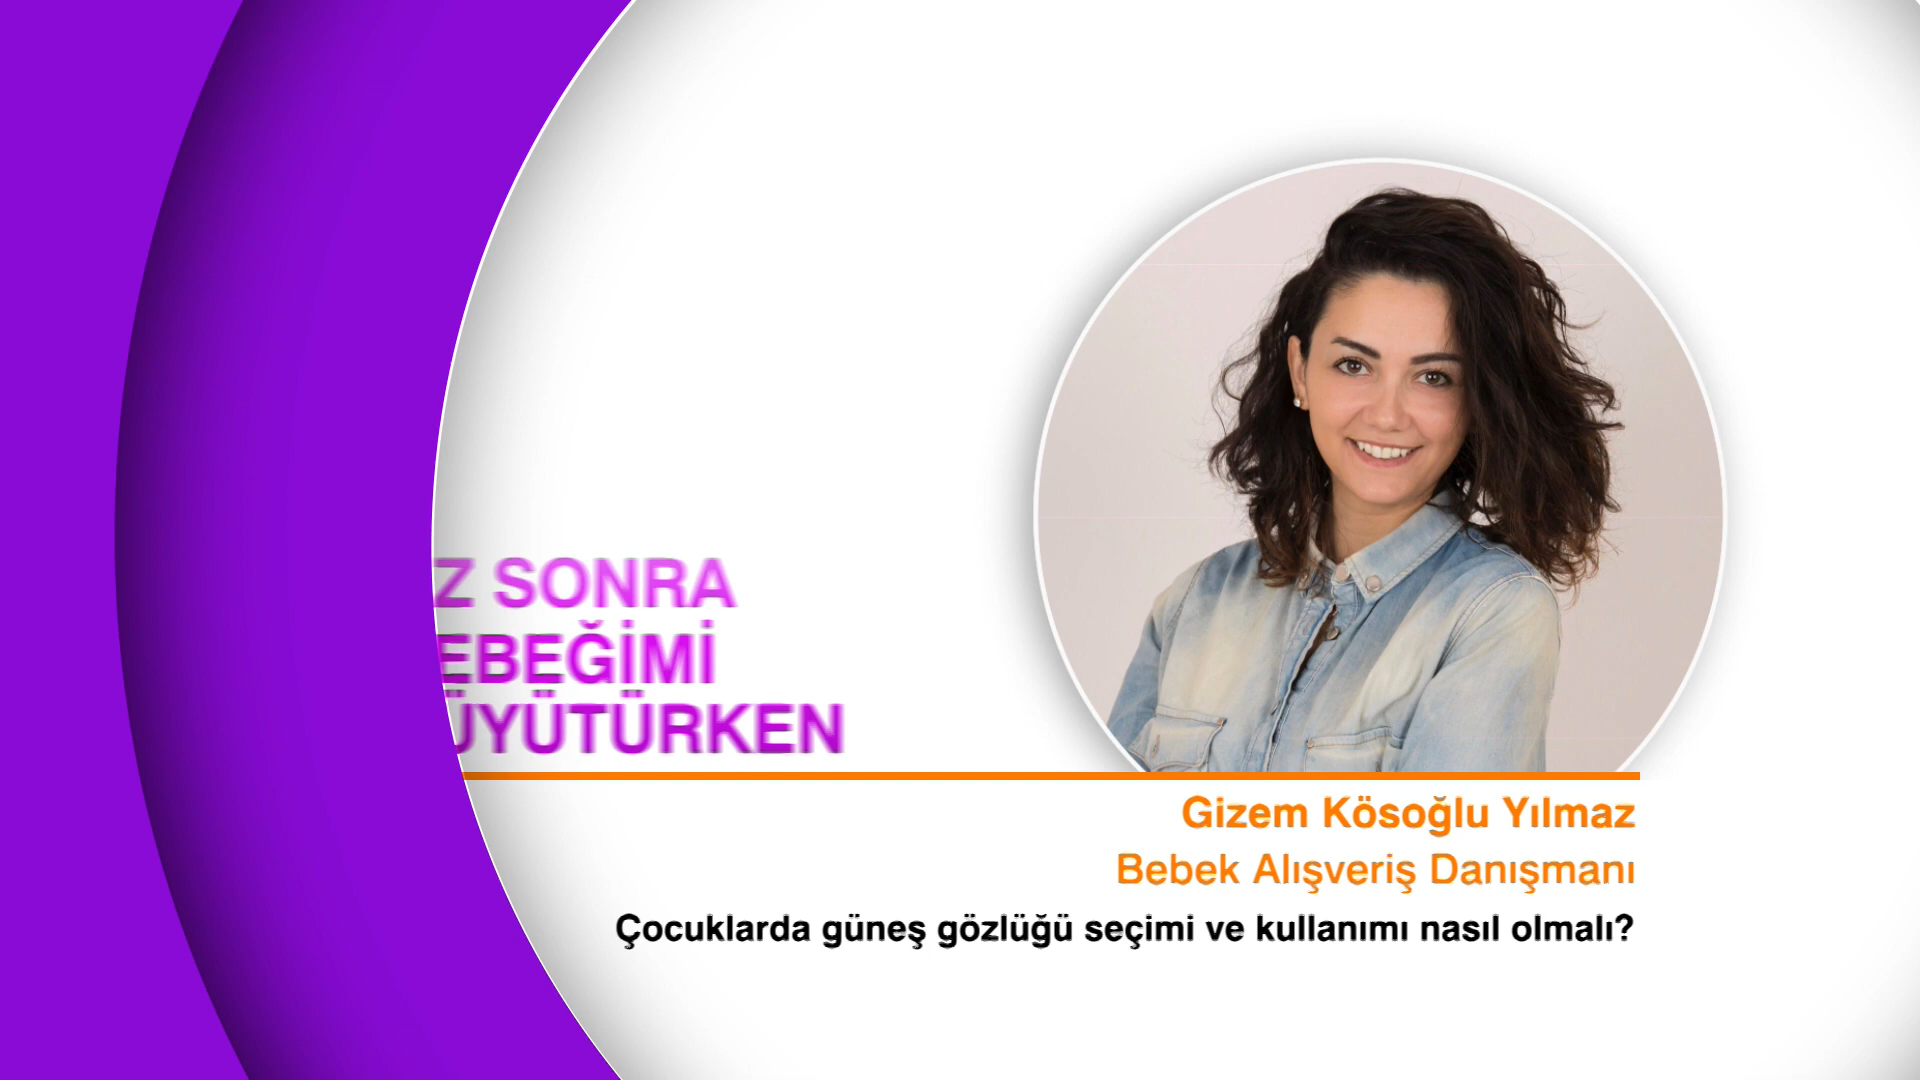 Z SONRA
EBEĞİMİ
ÜYÜTÜRKEN
Gizem Kösoğlu Yılmaz
Bebek Alışveriş Danışmanı
Çocuklarda güneş gözlüğü seçimi ve kullanımı nasıl olmalı?